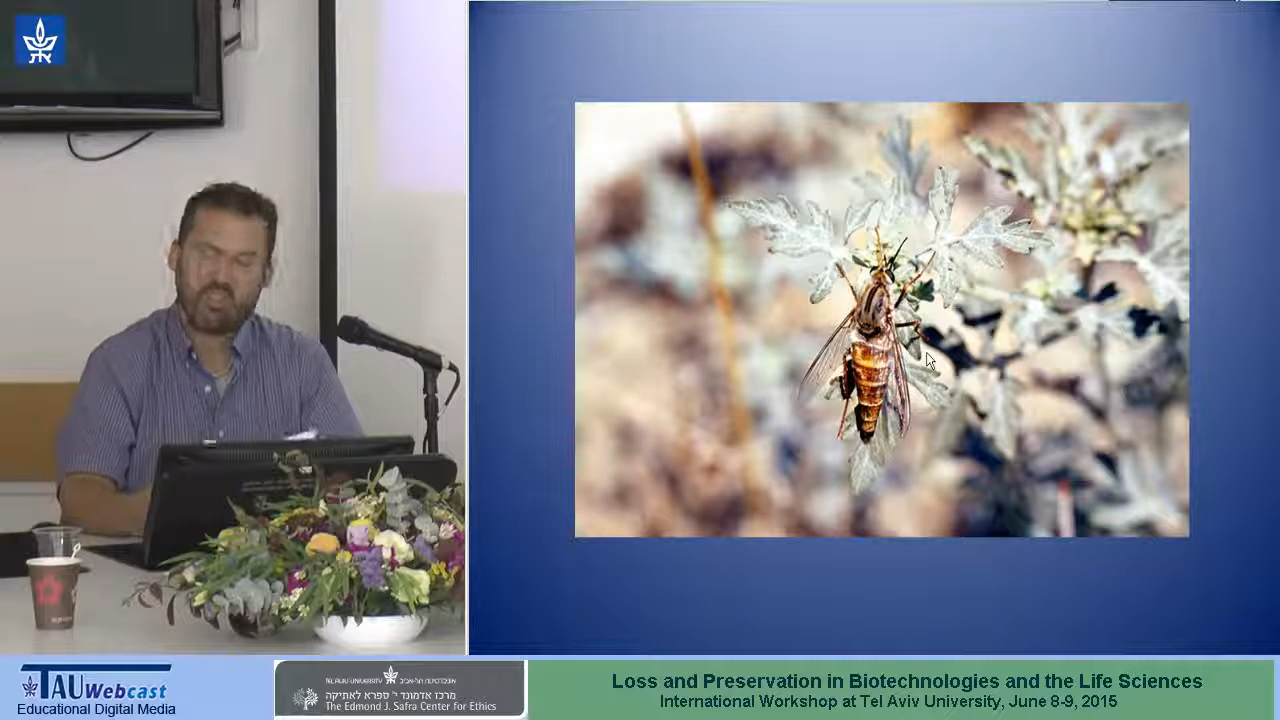 TAU Webcast
Educational Digital Media
TEL AVIV UNIVERSITY אוניברסיטת תל-אביב
מרכז אדמונד י' ספרא לאתיקה
The Edmond J. Safra Center for Ethics
Loss and Preservation in Biotechnologies and the Life Sciences
International Workshop at Tel Aviv University, June 8-9, 2015